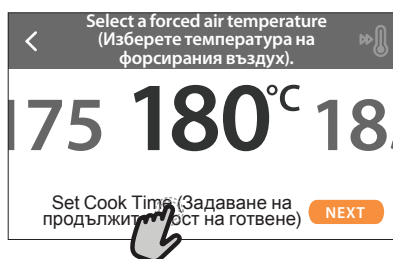 Select a forced air temperature
(Изберете температура на
форсирания въздух).
175 180°C 18
Set Cook Time (Задаване на
продължителност на готвене)
NEXT